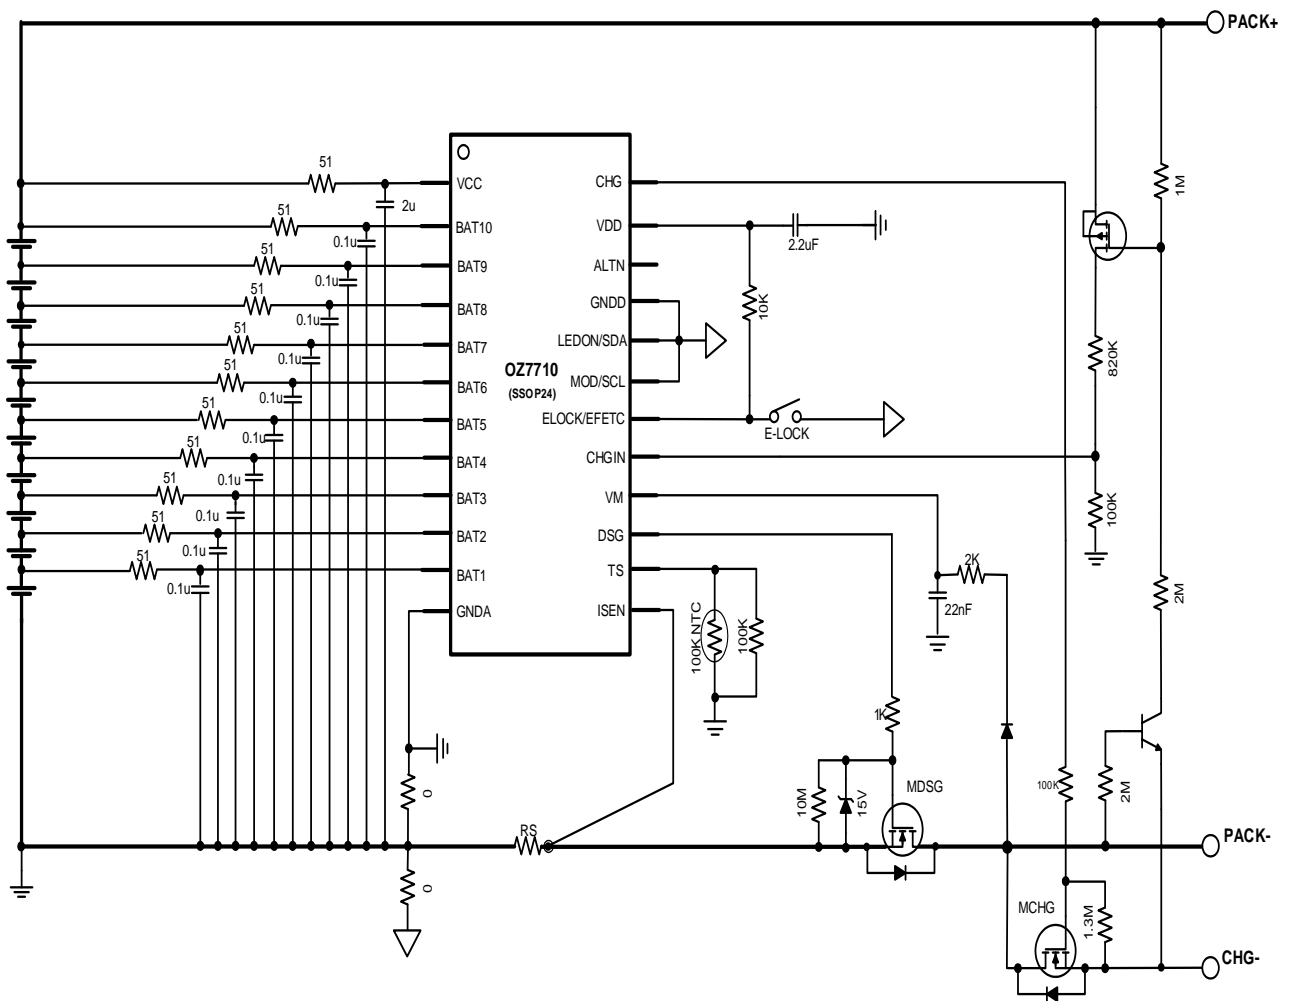 PACK+
51
VCC
CHG
1M
2u
51
BAT10
VDD
0.1u
2.2uF
51
BAT9
ALTN
0.1u
51
BAT8
GNDD
10K
0.1u
51
BAT7
LEDON/SDA
0.1u
820K
OZ7710
(SSOP24)
51
BAT6
MOD/SCL
0.1u
51
BAT5
ELOCK/EFETC
E-LOCK
0.1u
51
BAT4
CHGIN
0.1u
51
BAT3
VM
100K
0.1u
51
BAT2
DSG
0.1u
51
BAT1
TS
2K
0.1u
2M
GNDA
ISEN
22nF
100K NTC
100K
1K
0
10M
15V
MDSG
100K
2M
RS
PACK-
0
MCHG
1.3M
CHG-